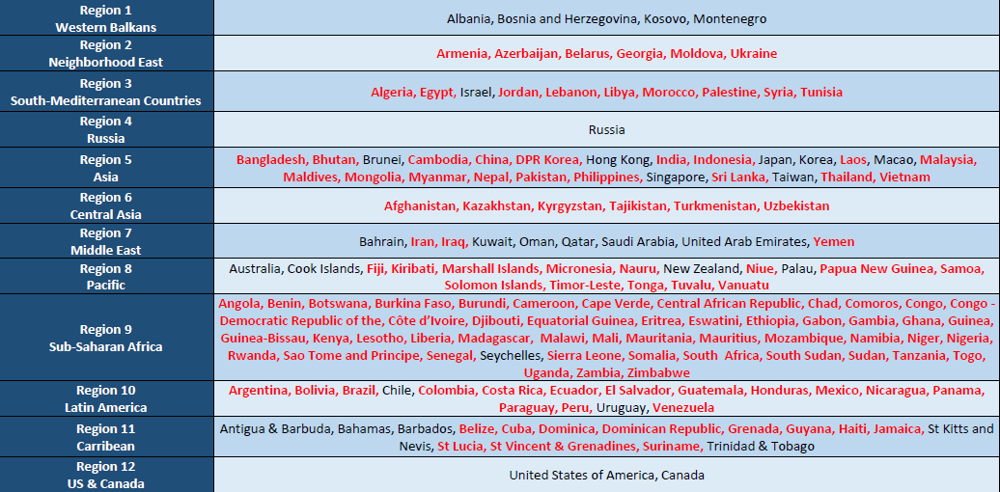 Region 1
Western Balkans
Albania, Bosnia and Herzegovina, Kosovo, Montenegro
Region 2
Neighborhood East
Armenia, Azerbaijan, Belarus, Georgia, Moldova, Ukraine
Region 3
South-Mediterranean Countries
Algeria, Egypt, Israel, Jordan, Lebanon, Libya, Morocco, Palestine, Syria, Tunisia
Region 4
Russia
Russia
Region 5
Asia
Bangladesh, Bhutan, Brunei, Cambodia, China, DPR Korea, Hong Kong, India, Indonesia, Japan, Korea, Laos, Macao, Malaysia,
Maldives, Mongolia, Myanmar, Nepal, Pakistan, Philippines, Singapore, Sri Lanka, Taiwan, Thailand, Vietnam
Region 6
Central Asia
Afghanistan, Kazakhstan, Kyrgyzstan, Tajikistan, Turkmenistan, Uzbekistan
Region 7
Middle East
Bahrain, Iran, Iraq, Kuwait, Oman, Qatar, Saudi Arabia, United Arab Emirates, Yemen
Region 8
Pacific
Australia, Cook Islands, Fiji, Kiribati, Marshall Islands, Micronesia, Nauru, New Zealand, Niue, Palau, Papua New Guinea, Samoa,
Solomon Islands, Timor-Leste, Tonga, Tuvalu, Vanuatu
Region 9
Sub-Saharan Africa
Angola, Benin, Botswana, Burkina Faso, Burundi, Cameroon, Cape Verde, Central African Republic, Chad, Comoros, Congo, Congo -
Democratic Republic of the, Côte d’Ivoire, Djibouti, Equatorial Guinea, Eritrea, Eswatini, Ethiopia, Gabon, Gambia, Ghana, Guinea,
Guinea-Bissau, Kenya, Lesotho, Liberia, Madagascar, Malawi, Mali, Mauritania, Mauritius, Mozambique, Namibia, Niger, Nigeria,
Rwanda, Sao Tome and Principe, Senegal, Seychelles, Sierra Leone, Somalia, South Africa, South Sudan, Sudan, Tanzania, Togo,
Uganda, Zambia, Zimbabwe
Region 10
Latin America
Argentina, Bolivia, Brazil, Chile, Colombia, Costa Rica, Ecuador, El Salvador, Guatemala, Honduras, Mexico, Nicaragua, Panama,
Paraguay, Peru, Uruguay, Venezuela
Region 11
Carribean
Antigua & Barbuda, Bahamas, Barbados, Belize, Cuba, Dominica, Dominican Republic, Grenada, Guyana, Haiti, Jamaica, St Kitts and
Nevis, St Lucia, St Vincent & Grenadines, Suriname, Trinidad & Tobago
Region 12
US & Canada
United States of America, Canada